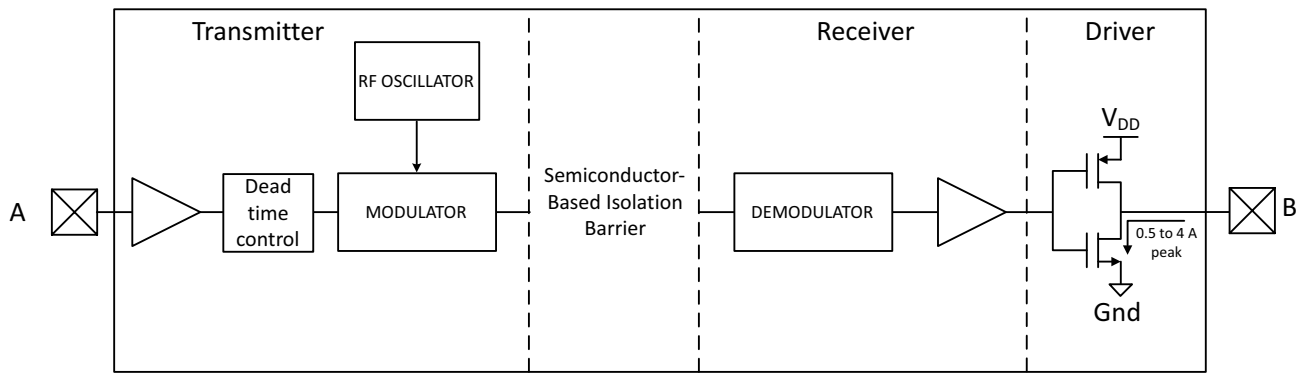 Transmitter
Receiver
Driver
RF OSCILLATOR
V_DD
A
Dead
time
control
MODULATOR
Semiconductor-
Based Isolation
Barrier
DEMODULATOR
B
0.5 to 4 A
peak
Gnd